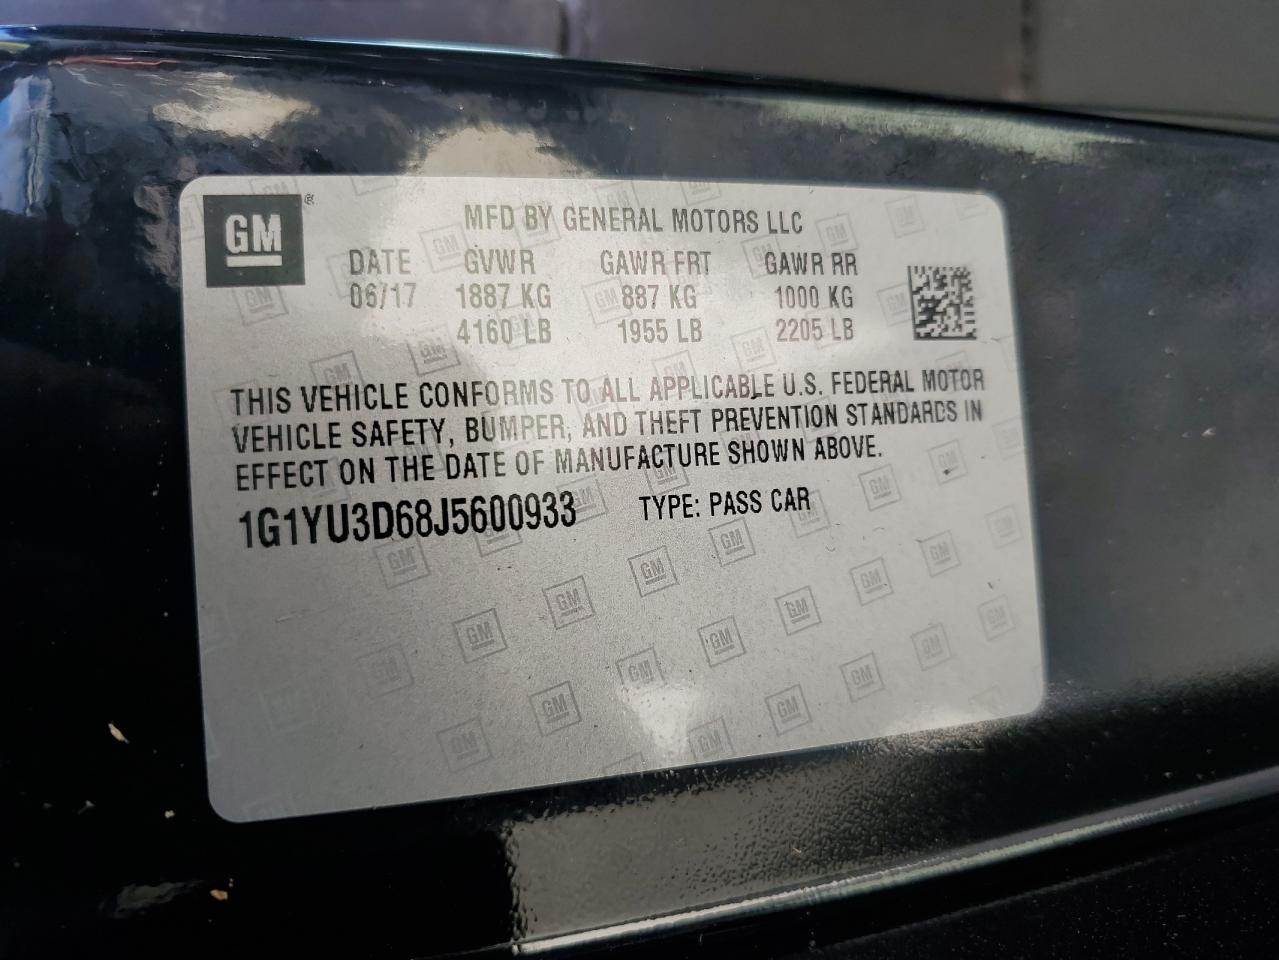 GM ®
MFD BY GENERAL MOTORS LLC
DATE GVWR GAWR FRT GAWR RR
06/17 1887 KG 887 KG 1000 KG
4160 LB 1955 LB 2205 LB
THIS VEHICLE CONFORMS TO ALL APPLICABLE U.S. FEDERAL MOTOR
VEHICLE SAFETY, BUMPER, AND THEFT PREVENTION STANDARDS IN
EFFECT ON THE DATE OF MANUFACTURE SHOWN ABOVE.
1G1YU3D68J5600933 TYPE: PASS CAR